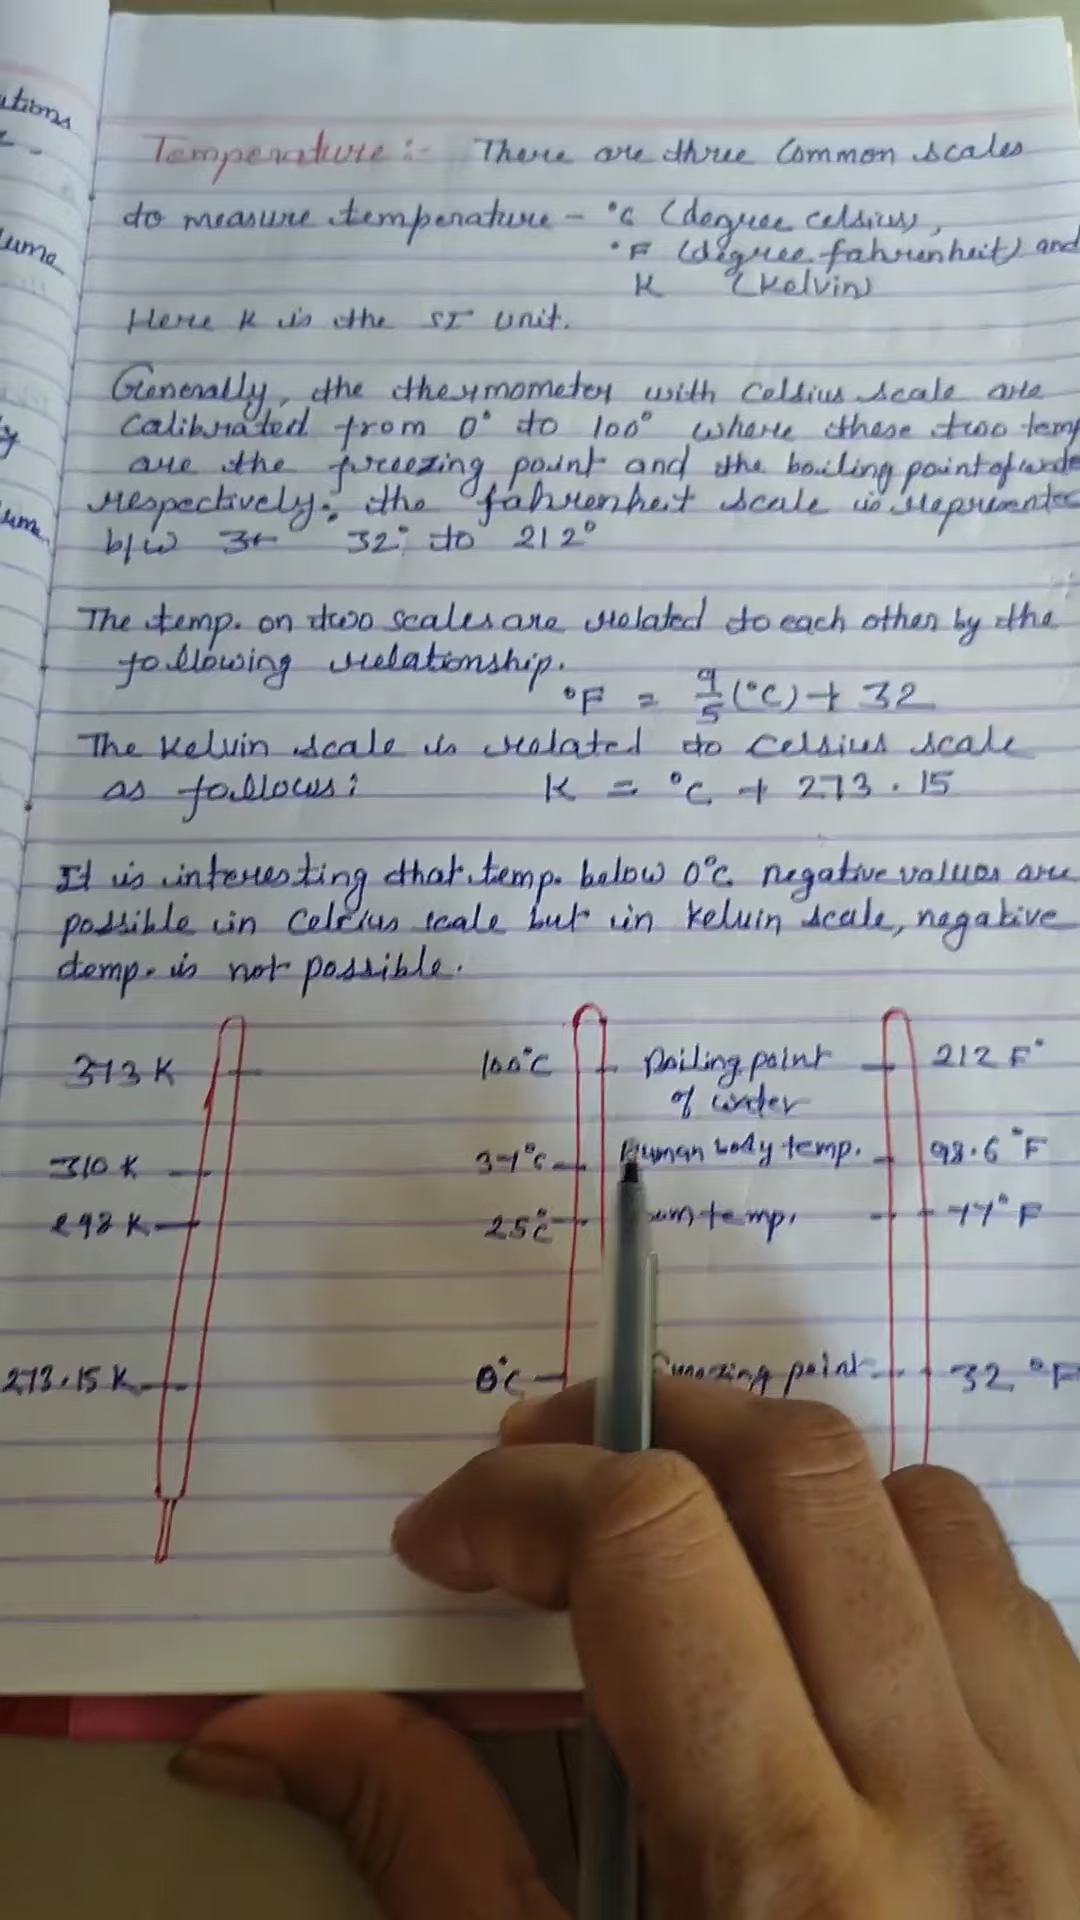 utions
lume
Temperature :- There are three common scales
to measure temperature - °C (degree celsius),
°F (degree fahrenheit) and
K (Kelvin)
Here K is the SI unit.
Generally, the thermometer with Celsius scale are
Calibrated from 0° to 100° where these two temp
are the freezing point and the boiling point of wate
respectively. the fahrenheit scale is represente
b/w 32° to 212°
The temp. on two scales are related to each other by the
following relationship.
°F = 9/5 (°C) + 32
The Kelvin scale is related to Celsius scale
as follows: K = °C + 273.15
It is interesting that temp. below 0°C negative values are
possible in Celsius scale but in Kelvin scale, negative
temp. is not possible.
373 K 100°C Boiling point 212 F°
of water
310 K 37°C Human body temp. 98.6 °F
298 K 25°C temp. 77° F
273.15 K 0°C point 32 °F